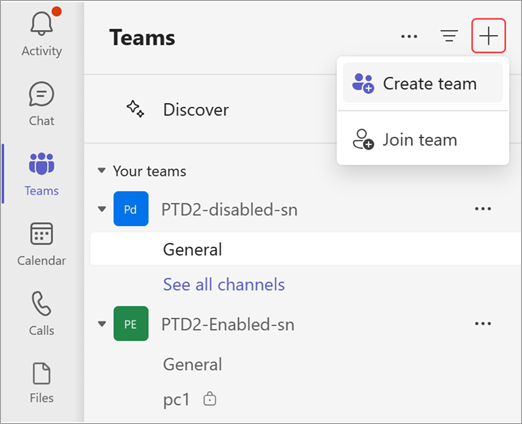 Activity
Chat
Teams
Calendar
Calls
Files
Teams
Create team
Join team
Discover
Your teams
Pd PTD2-disabled-sn
General
See all channels
PE PTD2-Enabled-sn
General
pc1